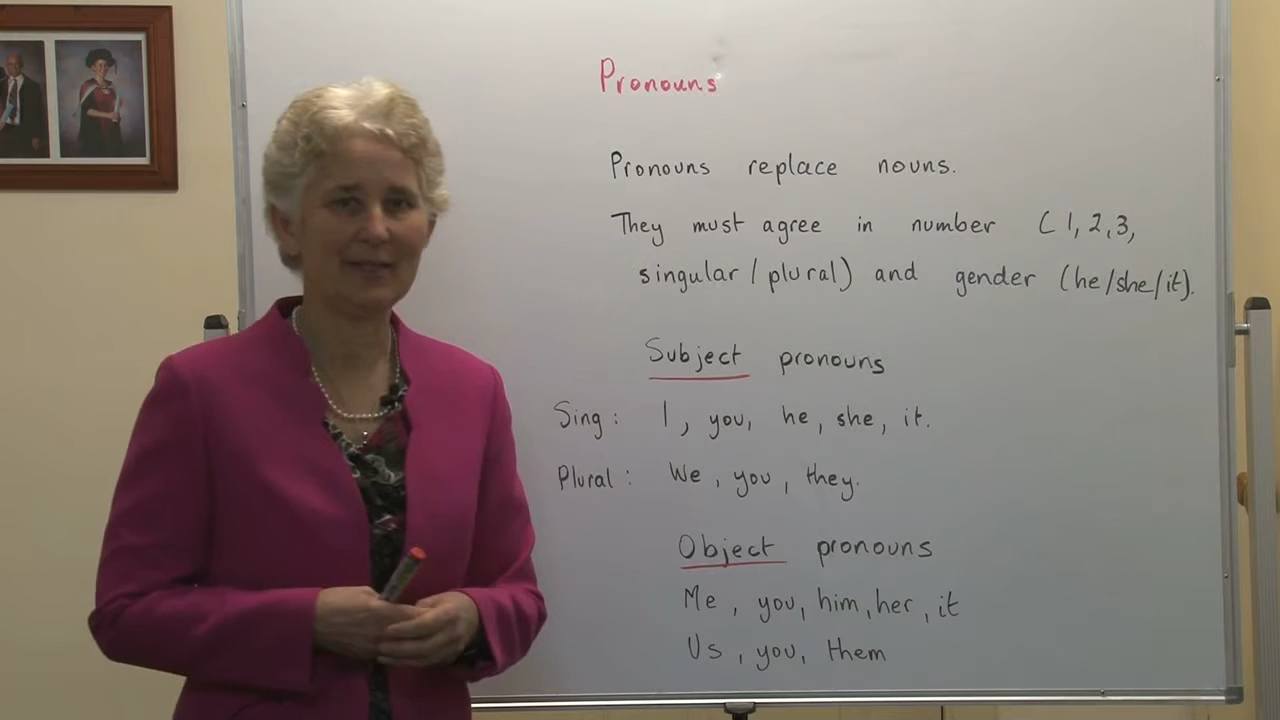 Pronouns
Pronouns replace nouns.
They must agree in number (1, 2, 3,
singular / plural) and gender (he/she/it).
Subject pronouns
Sing: I, you, he, she, it.
Plural: We, you, they.
Object pronouns
Me, you, him, her, it
Us, you, them